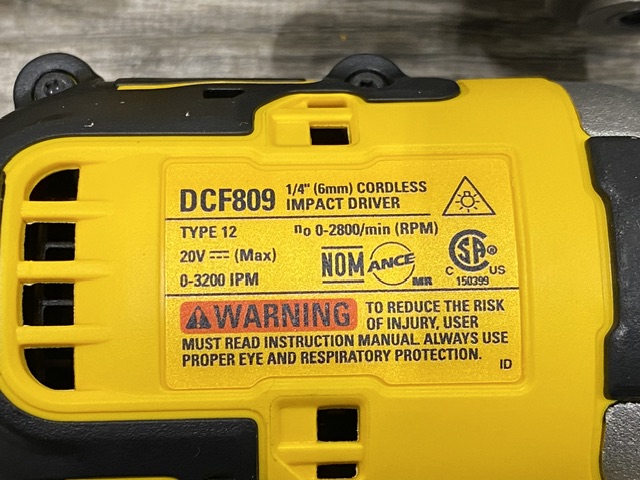 DCF809 1/4" (6mm) CORDLESS
IMPACT DRIVER
TYPE 12 no 0-2800/min (RPM)
20V ⎓ (Max)
0-3200 IPM
NOM ANCE MR
CSA ®
C US
150399
WARNING TO REDUCE THE RISK
OF INJURY, USER
MUST READ INSTRUCTION MANUAL. ALWAYS USE
PROPER EYE AND RESPIRATORY PROTECTION.
ID